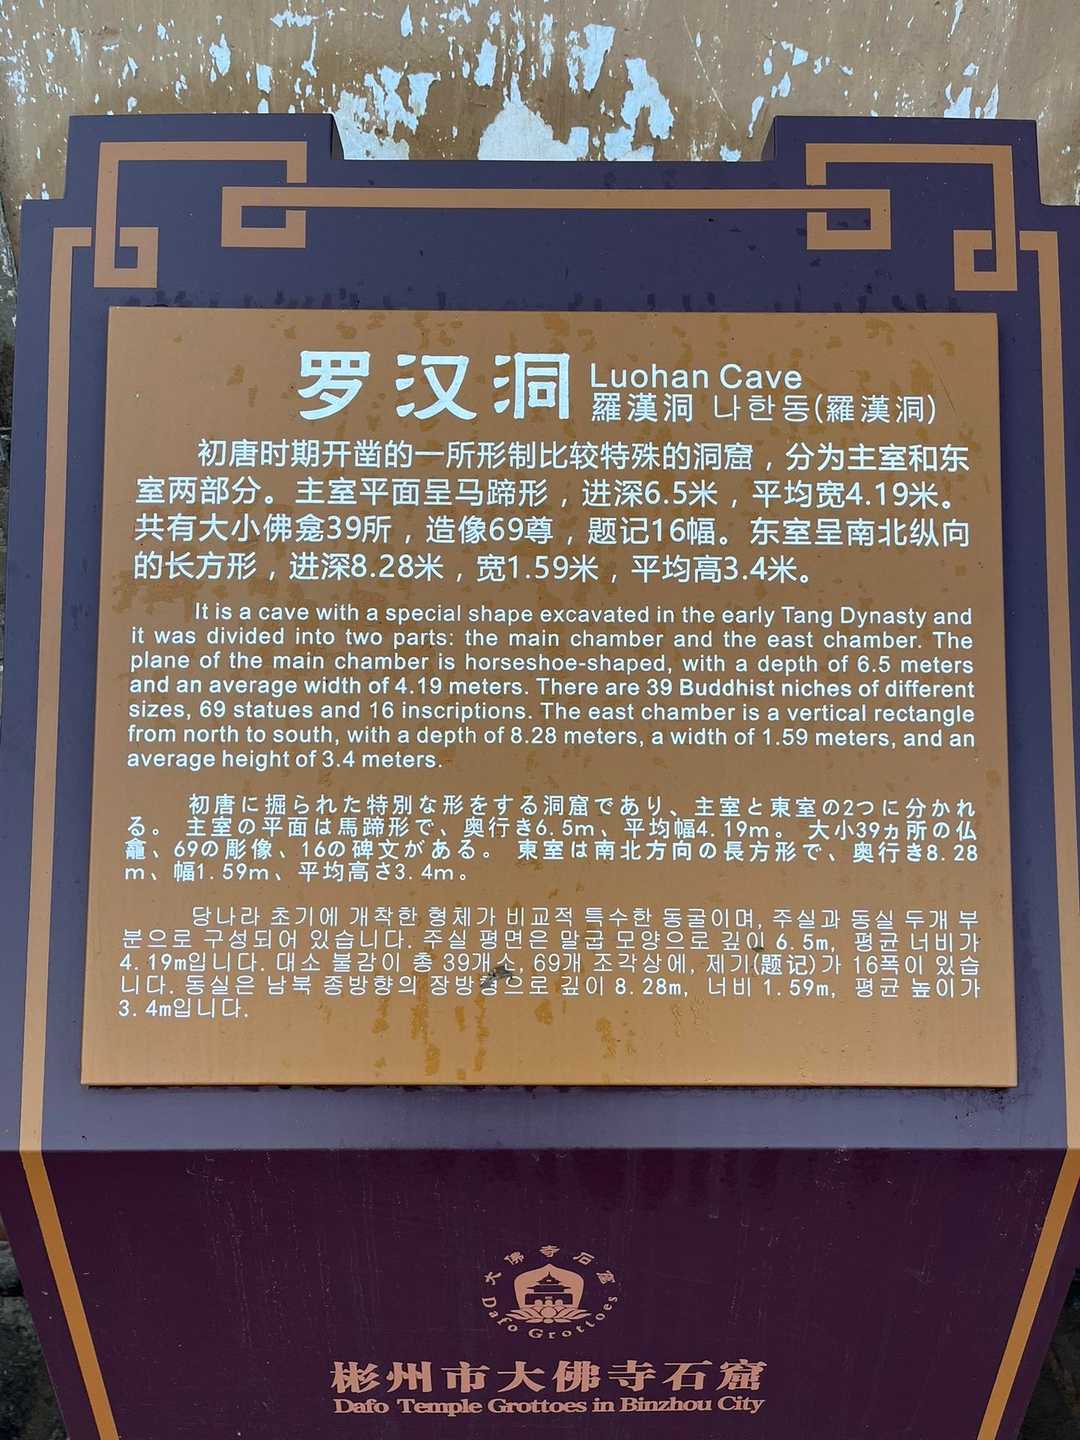 罗汉洞 Luohan Cave
羅漢洞 나한동(羅漢洞)
初唐时期开凿的一所形制比较特殊的洞窟，分为主室和东
室两部分。主室平面呈马蹄形，进深6.5米，平均宽4.19米。
共有大小佛龛39所，造像69尊，题记16幅。东室呈南北纵向
的长方形，进深8.28米，宽1.59米，平均高3.4米。
It is a cave with a special shape excavated in the early Tang Dynasty and
it was divided into two parts: the main chamber and the east chamber. The
plane of the main chamber is horseshoe-shaped, with a depth of 6.5 meters
and an average width of 4.19 meters. There are 39 Buddhist niches of different
sizes, 69 statues and 16 inscriptions. The east chamber is a vertical rectangle
from north to south, with a depth of 8.28 meters, a width of 1.59 meters, and an
average height of 3.4 meters.
初唐に掘られた特別な形をする洞窟であり、主室と東室の2つに分かれ
る。 主室の平面は馬蹄形で、奥行き6.5m、平均幅4.19m。 大小39ヵ所の仏
龕、69の彫像、16の碑文がある。 東室は南北方向の長方形で、奥行き8.28
m、幅1.59m、平均高さ3.4m。
당나라 초기에 개착한 형체가 비교적 특수한 동굴이며, 주실과 동실 두개 부
분으로 구성되어 있습니다. 주실 평면은 말굽 모양으로 깊이 6.5m, 평균 너비가
4.19m입니다. 대소 불감이 총 39개소, 69개 조각상에, 제기(题记)가 16폭이 있습
니다. 동실은 남북 종방향의 장방형으로 깊이 8.28m, 너비 1.59m, 평균 높이가
3.4m입니다.
大佛寺石窟
Dafo Grottoes
彬州市大佛寺石窟
Dafo Temple Grottoes in Binzhou City